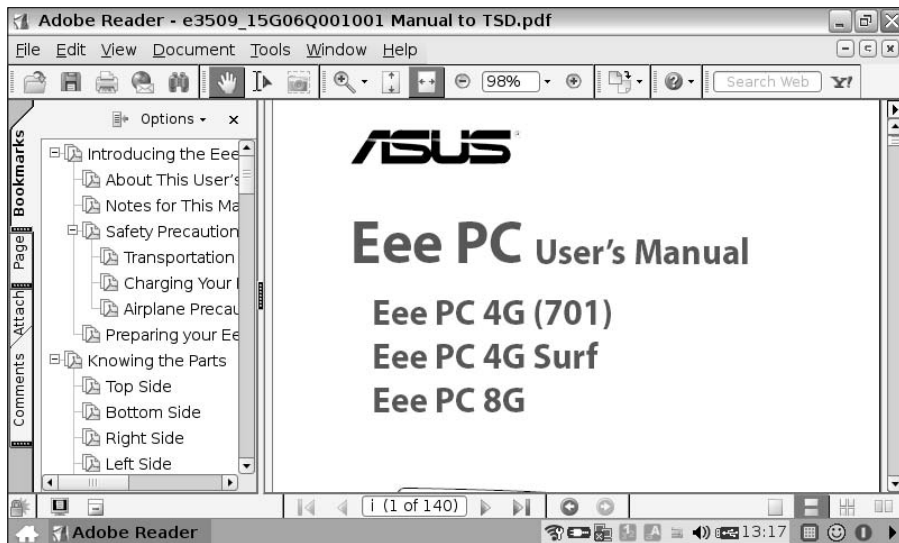 Adobe Reader - e3509_15G06Q001001 Manual to TSD.pdf
File Edit View Document Tools Window Help
98% Search Web Y!
Options x
Bookmarks
Page
Attach
Comments
Introducing the Eee
About This User's
Notes for This Ma
Safety Precaution
Transportation
Charging Your
Airplane Precau
Preparing your Ee
Knowing the Parts
Top Side
Bottom Side
Right Side
Left Side
ASUS
Eee PC User's Manual
Eee PC 4G (701)
Eee PC 4G Surf
Eee PC 8G
i (1 of 140)
Adobe Reader 1 A 13:17